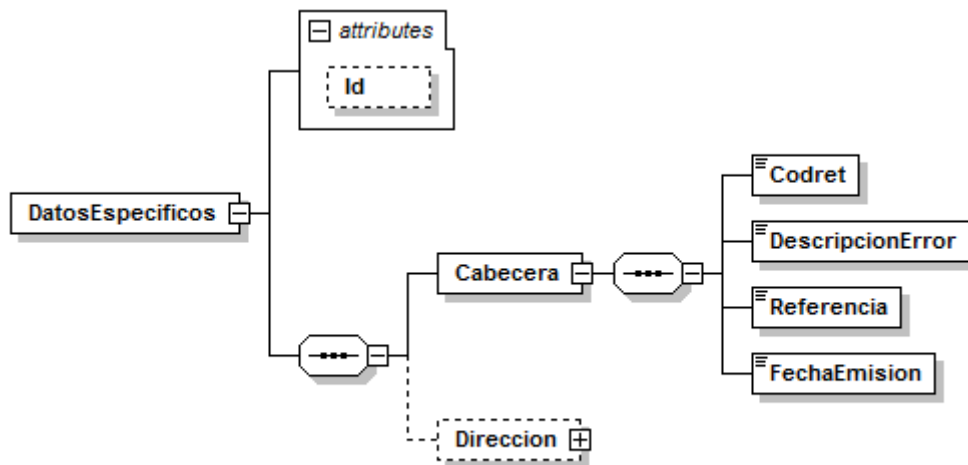 attributes
Id
DatosEspecificos
Codret
DescripcionError
Cabecera
Referencia
FechaEmision
Direccion